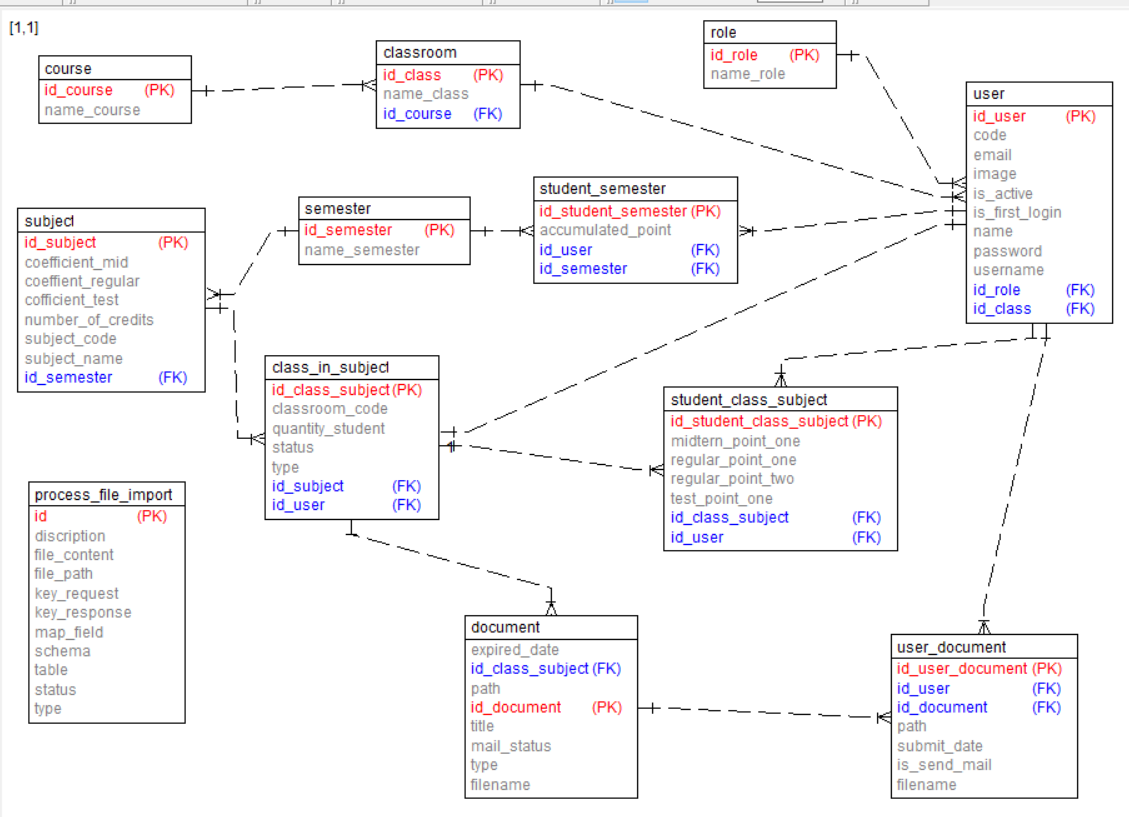 [1,1]
course
id_course (PK)
name_course
classroom
id_class (PK)
name_class
id_course (FK)
role
id_role (PK)
name_role
user
id_user (PK)
code
email
image
is_active
is_first_login
name
password
username
id_role (FK)
id_class (FK)
subject
id_subject (PK)
coefficient_mid
coeffient_regular
cofficient_test
number_of_credits
subject_code
subject_name
id_semester (FK)
semester
id_semester (PK)
name_semester
student_semester
id_student_semester (PK)
accumulated_point
id_user (FK)
id_semester (FK)
class_in_subject
id_class_subject (PK)
classroom_code
quantity_student
status
type
id_subject (FK)
id_user (FK)
student_class_subject
id_student_class_subject (PK)
midtern_point_one
regular_point_one
regular_point_two
test_point_one
id_class_subject (FK)
id_user (FK)
process_file_import
id (PK)
discription
file_content
file_path
key_request
key_response
map_field
schema
table
status
type
document
expired_date
id_class_subject (FK)
path
id_document (PK)
title
mail_status
type
filename
user_document
id_user_document (PK)
id_user (FK)
id_document (FK)
path
submit_date
is_send_mail
filename